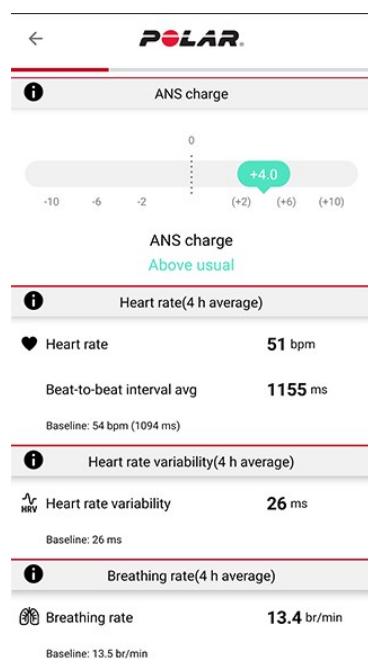 POLAR.
ANS charge
0
+4.0
-10 -6 -2 (+2) (+6) (+10)
ANS charge
Above usual
Heart rate(4 h average)
Heart rate 51 bpm
Beat-to-beat interval avg 1155 ms
Baseline: 54 bpm (1094 ms)
Heart rate variability(4 h average)
HRV Heart rate variability 26 ms
Baseline: 26 ms
Breathing rate(4 h average)
Breathing rate 13.4 br/min
Baseline: 13.5 br/min